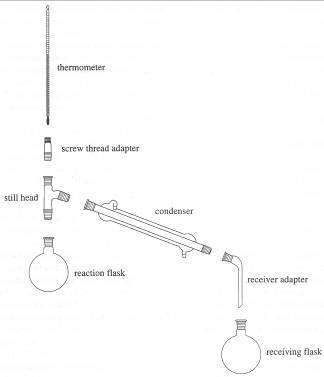 thermometer
screw thread adapter
still head
condenser
reaction flask
receiver adapter
receiving flask